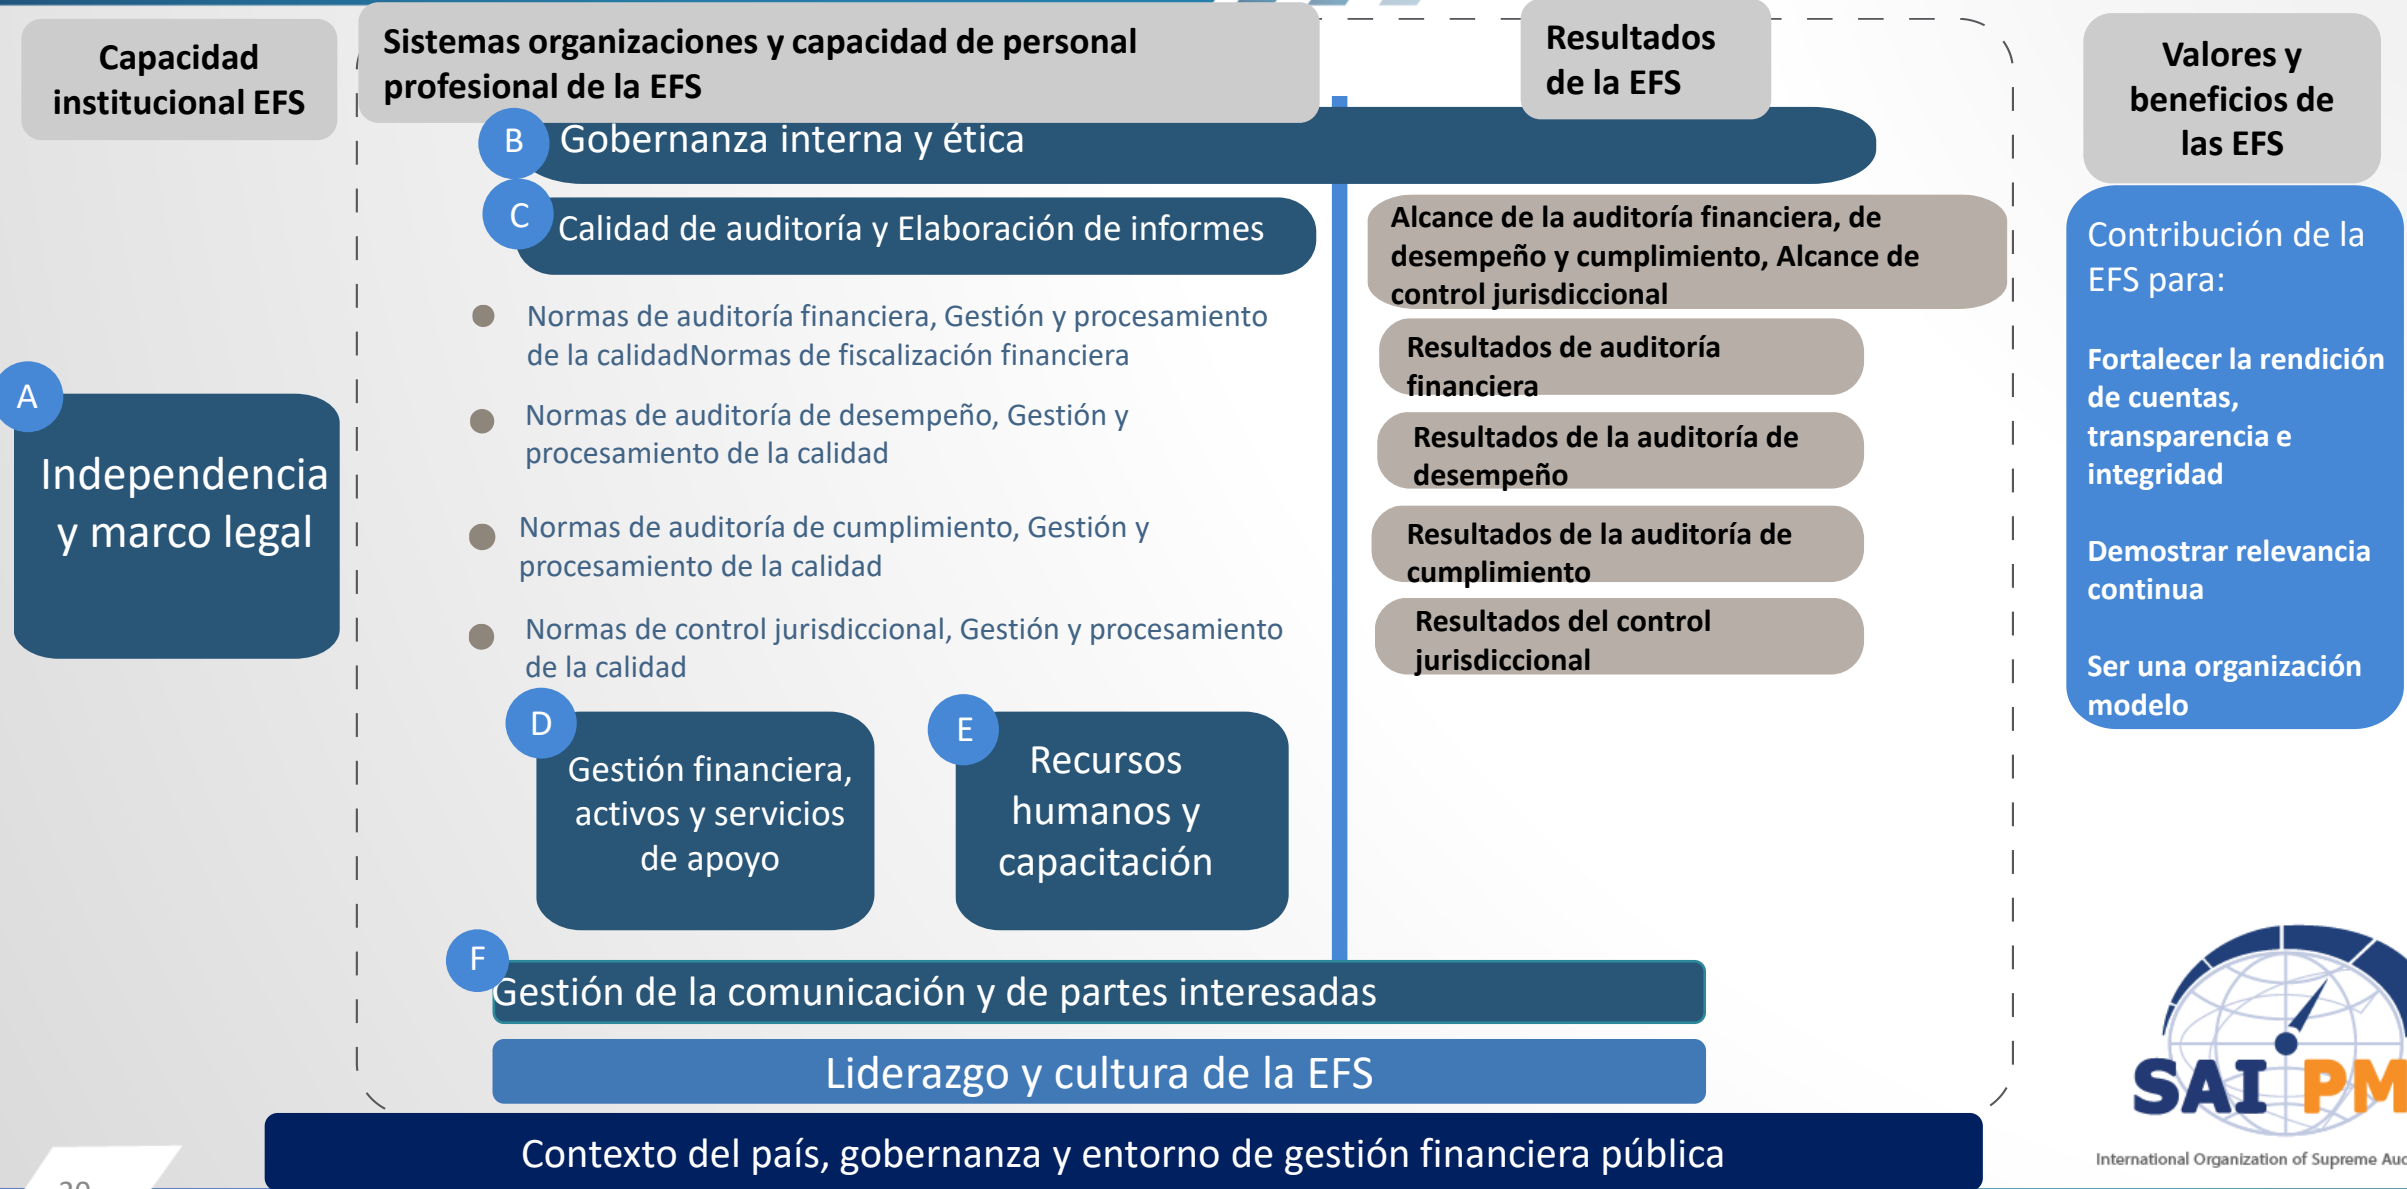 Capacidad
institucional EFS
Sistemas organizaciones y capacidad de personal
profesional de la EFS
Resultados
de la EFS
Valores y
beneficios de
las EFS
A
Independencia
y marco legal
B
Gobernanza interna y ética
C
Calidad de auditoría y Elaboración de informes
Normas de auditoría financiera, Gestión y procesamiento
de la calidadNormas de fiscalización financiera
Normas de auditoría de desempeño, Gestión y
procesamiento de la calidad
Normas de auditoría de cumplimiento, Gestión y
procesamiento de la calidad
Normas de control jurisdiccional, Gestión y procesamiento
de la calidad
D
Gestión financiera,
activos y servicios
de apoyo
E
Recursos
humanos y
capacitación
Alcance de la auditoría financiera, de
desempeño y cumplimiento, Alcance de
control jurisdiccional
Resultados de auditoría
financiera
Resultados de la auditoría de
desempeño
Resultados de la auditoría de
cumplimiento
Resultados del control
jurisdiccional
Contribución de la
EFS para:
Fortalecer la rendición
de cuentas,
transparencia e
integridad
Demostrar relevancia
continua
Ser una organización
modelo
F
Gestión de la comunicación y de partes interesadas
Liderazgo y cultura de la EFS
Contexto del país, gobernanza y entorno de gestión financiera pública
SAI PM
International Organization of Supreme